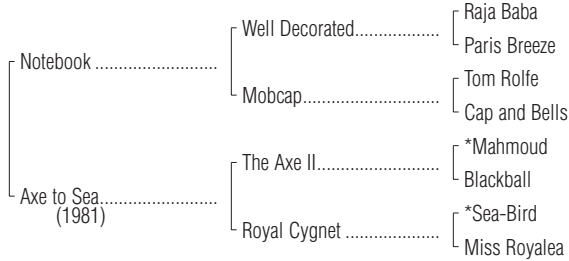 Raja Baba
Well Decorated..................
Paris Breeze
Notebook ..........................
Tom Rolfe
Mobcap.............................
Cap and Bells
*Mahmoud
The Axe II..........................
Blackball
Axe to Sea.........................
(1981)
*Sea-Bird
Royal Cygnet ....................
Miss Royalea